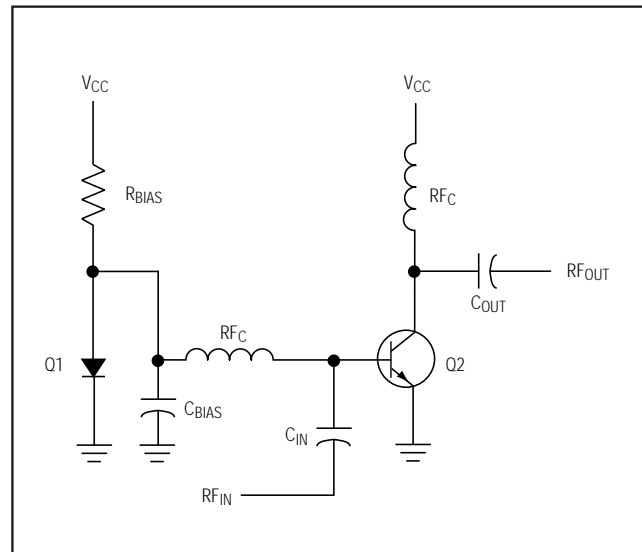 VCC
VCC
RBIAS
RFC
RFOUT
COUT
RFC
Q1
Q2
CBIAS
CIN
RFIN